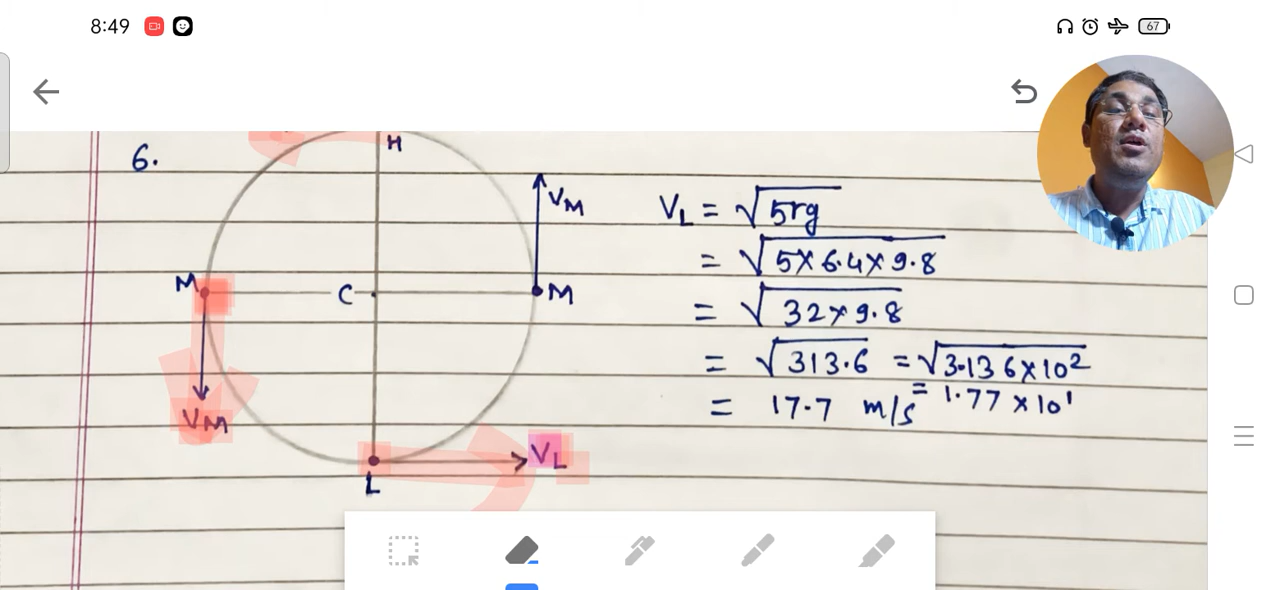 8:49
67
H
6.
VM
VL = √5rg
= √5×6.4×9.8
M
C
M
= √32×9.8
= √313.6 = √3.136×10²
VM
= 17.7 m/s = 1.77×10¹
VL
L